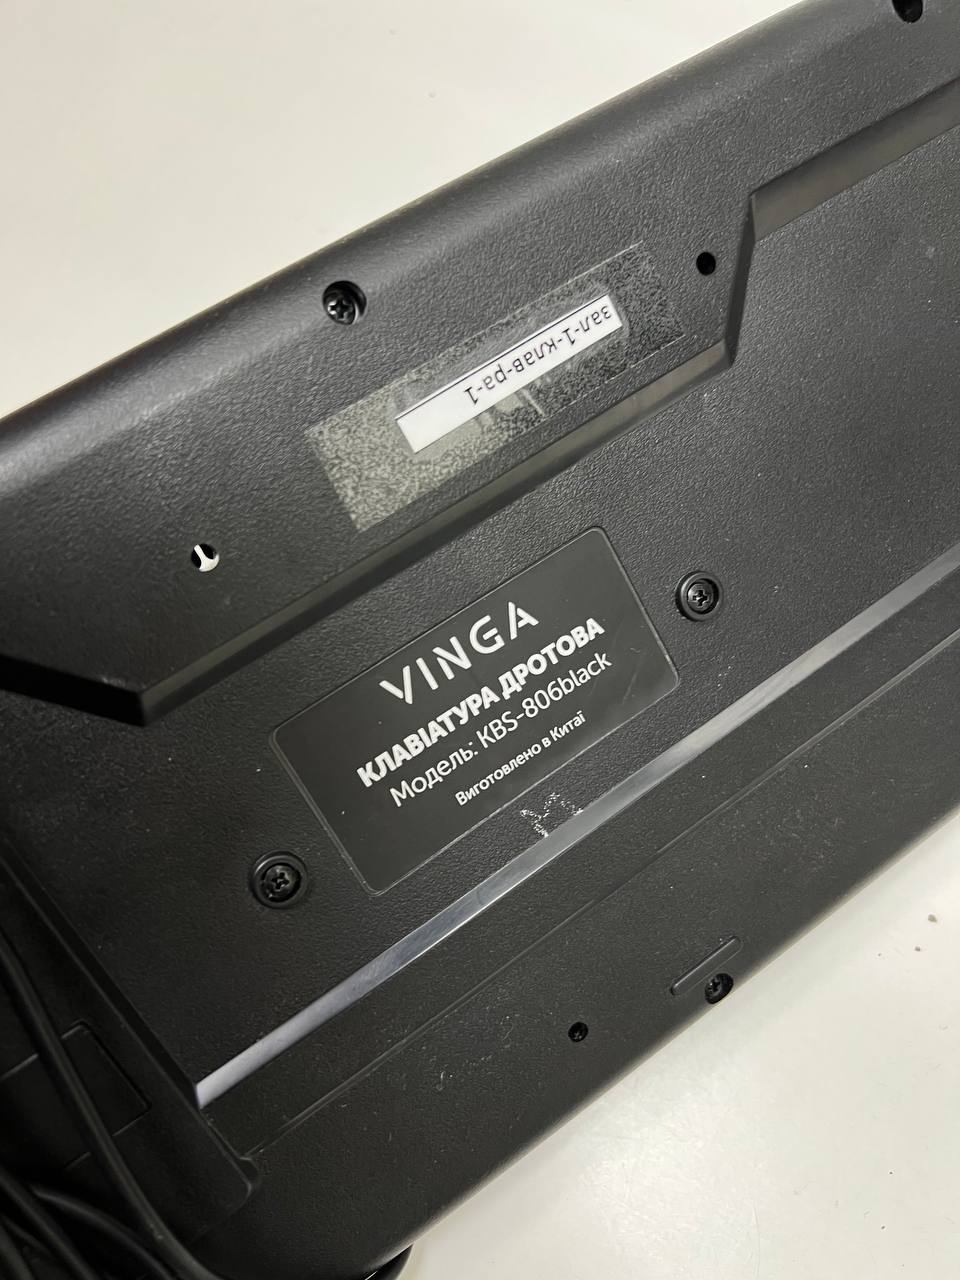 зал-1-клав-ра-1
VINGA
КЛАВІАТУРА ДРОТОВА
Модель: KBS-806black
Виготовлено в Китаї